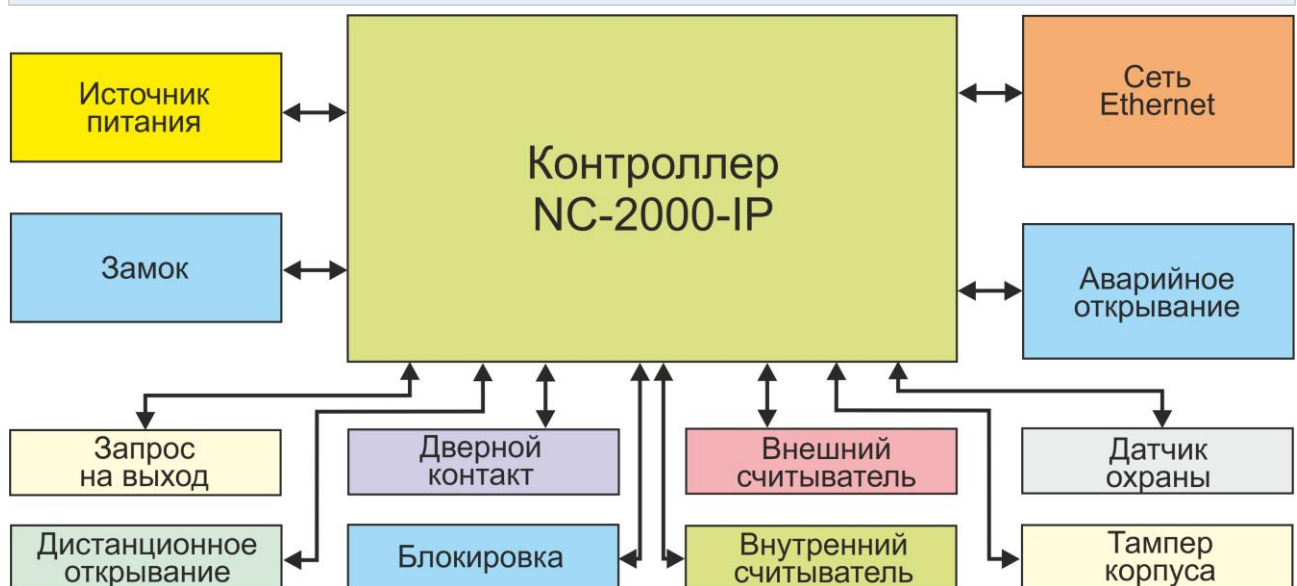 Источник
питания
Контроллер
NC-2000-IP
Сеть
Ethernet
Замок
Аварийное
открывание
Запрос
на выход
Дверной
контакт
Внешний
считыватель
Датчик
охраны
Дистанционное
открывание
Блокировка
Внутренний
считыватель
Тампер
корпуса